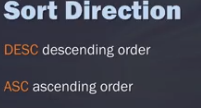 Sort Direction
DESC descending order
ASC ascending order